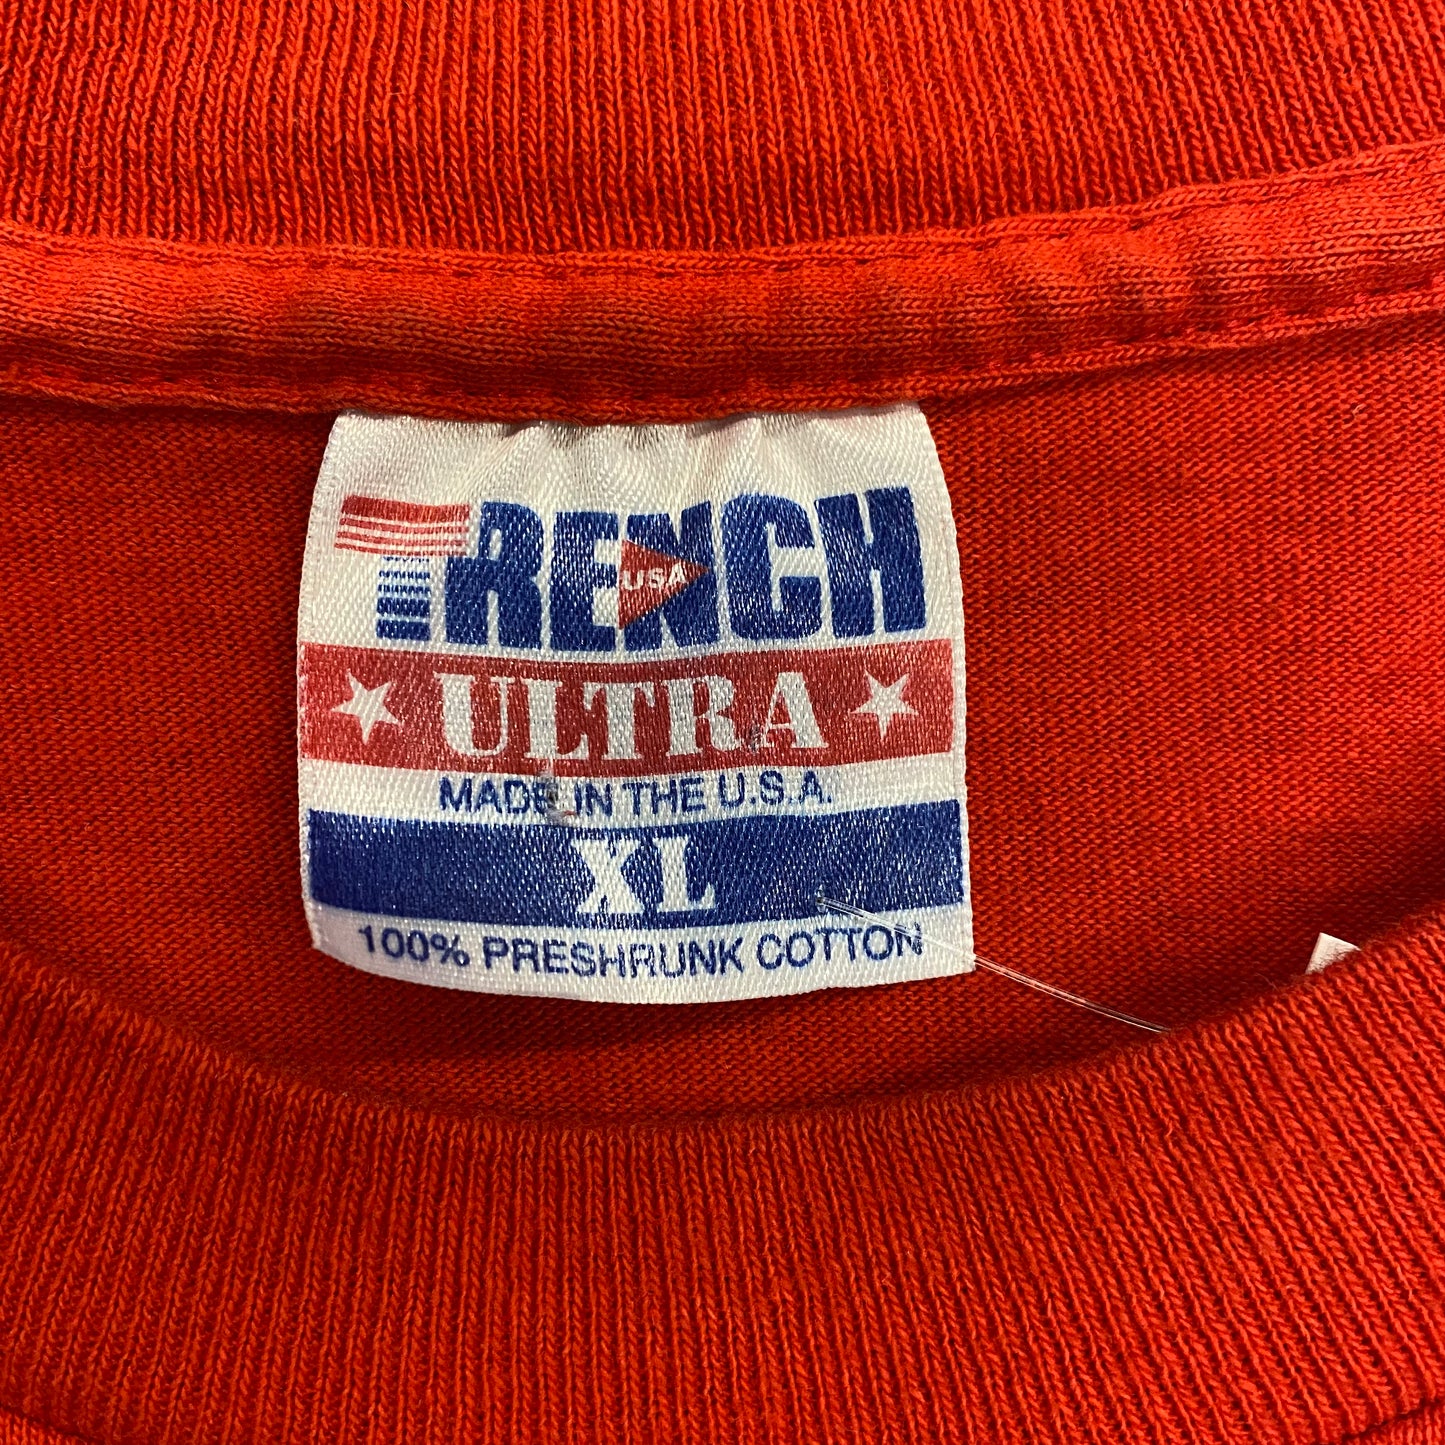 TRENCH
USA
ULTRA
MADE IN THE U.S.A.
XL
100% PRESHRUNK COTTON